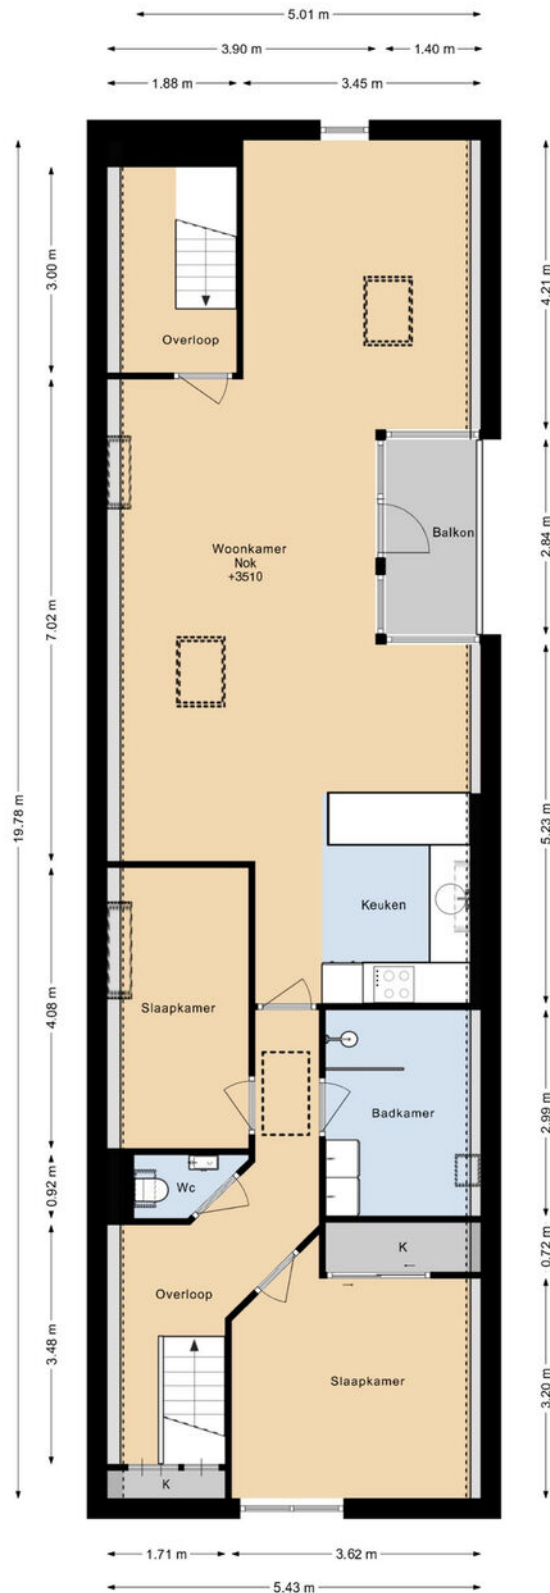 5.01 m
3.90 m
1.40 m
1.88 m
3.45 m
19.78 m
3.00 m
4.21 m
Overloop
7.02 m
Balkon
2.84 m
Woonkamer
Nok
+3510
5.23 m
Keuken
4.08 m
Slaapkamer
Badkamer
2.99 m
0.92 m
Wc
K
0.72 m
Overloop
3.48 m
Slaapkamer
3.20 m
K
1.71 m
3.62 m
5.43 m